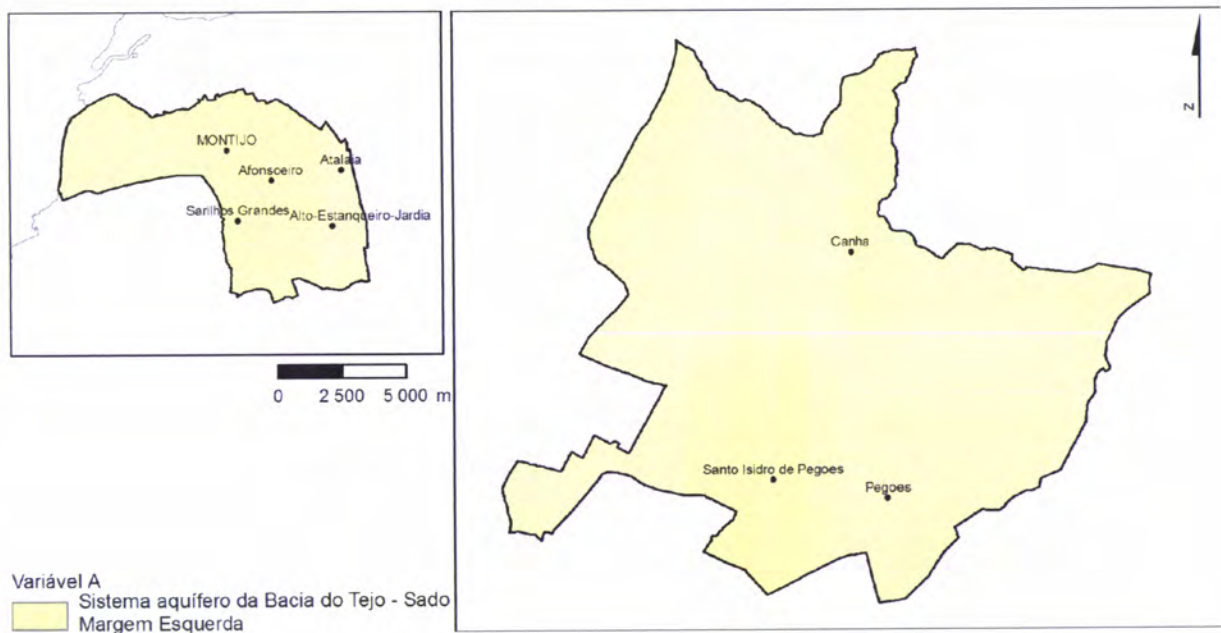 MONTIJO
Afonsoeiro
Atalaia
Sarilhos Grandes
Alto-Estanqueiro-Jardia
0 2 500 5 000 m
Variável A
Sistema aquífero da Bacia do Tejo - Sado
Margem Esquerda
N
Canha
Santo Isidro de Pegoes
Pegoes